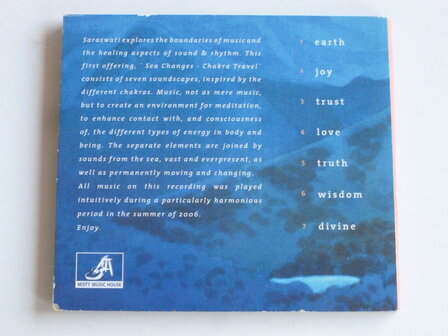 Saraswati explores the boundaries of music and
the healing aspects of sound & rhythm. This
first offering, ¨ Sea Changes - Chakra Travel¨
consists of seven soundscapes, inspired by the
different chakras. Music, not as mere music,
but to create an environment for meditation,
to enhance contact with, and consciousness
of, the different types of energy in body and
being. The separate elements are joined by
sounds from the sea, vast and everpresent, as
well as permanently moving and changing.
All music on this recording was played
intuitively during a particularly harmonious
period in the summer of 2006.
Enjoy.
MISTY MUSIC HOUSE
1 earth
2 joy
3 trust
4 love
5 truth
6 wisdom
7 divine